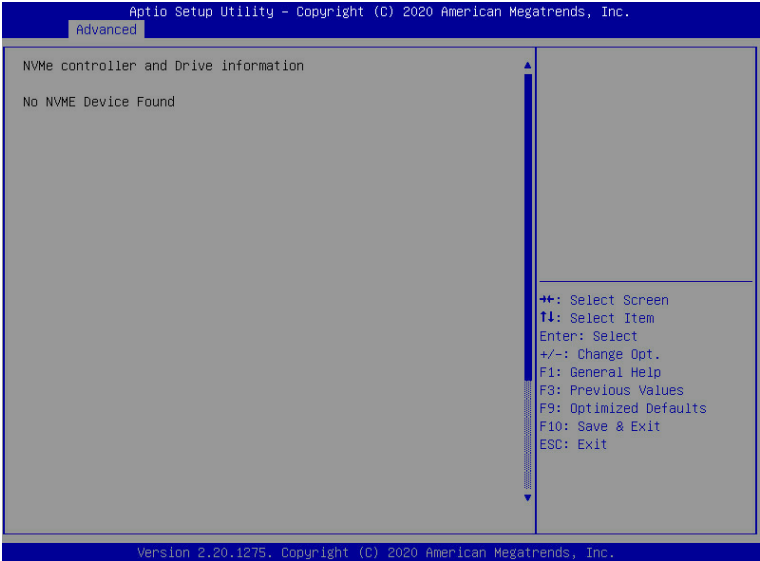 Aptio Setup Utility – Copyright (C) 2020 American Megatrends, Inc.
Advanced
NVMe controller and Drive information
No NVME Device Found
→←: Select Screen
↑↓: Select Item
Enter: Select
+/-: Change Opt.
F1: General Help
F3: Previous Values
F9: Optimized Defaults
F10: Save & Exit
ESC: Exit
Version 2.20.1275. Copyright (C) 2020 American Megatrends, Inc.